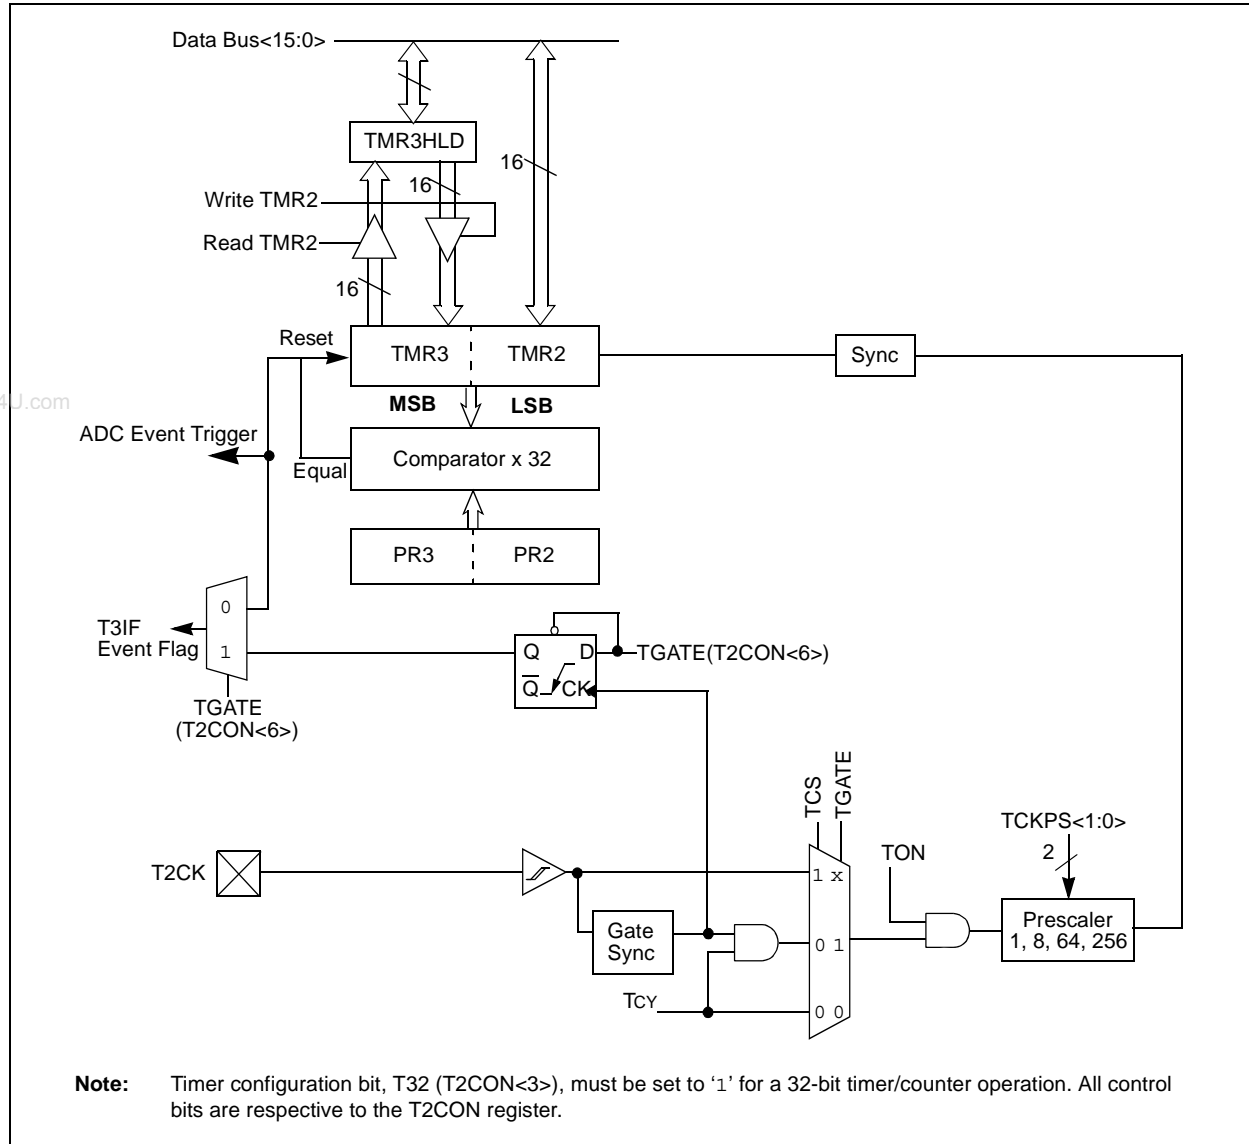 Data Bus<15:0>
TMR3HLD
16
16
Write TMR2
Read TMR2
16
Reset
TMR3
TMR2
Sync
4U.com
MSB
LSB
ADC Event Trigger
Equal
Comparator x 32
PR3
PR2
0
T3IF
Event Flag
1
Q
D
TGATE(T2CON<6>)
Q
CK
TGATE
(T2CON<6>)
TCS
TGATE
TCKPS<1:0>
2
TON
T2CK
1 x
Prescaler
1, 8, 64, 256
Gate
Sync
0 1
TCY
0 0
Note: Timer configuration bit, T32 (T2CON<3>), must be set to ‘1’ for a 32-bit timer/counter operation. All control
bits are respective to the T2CON register.